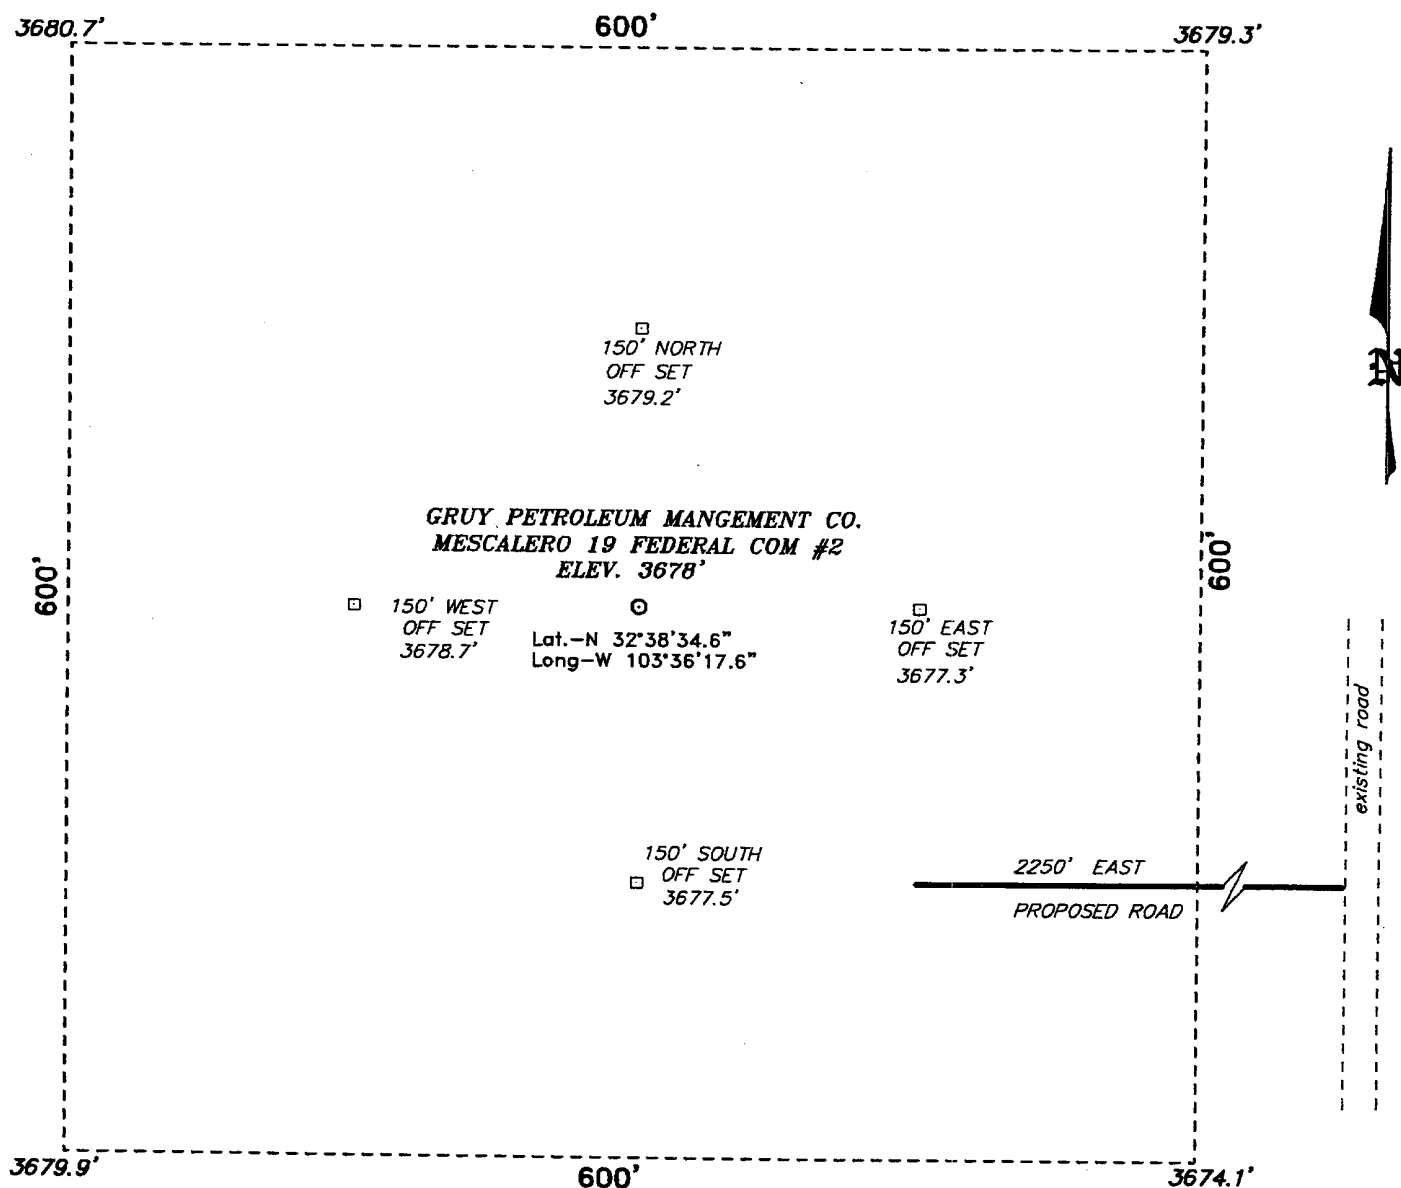 3680.7'
600'
3679.3'
N
150' NORTH
OFF SET
3679.2'
GRUY PETROLEUM MANGEMENT CO.
MESCALERO 19 FEDERAL COM #2
ELEV. 3678'
600'
600'
150' WEST
OFF SET
3678.7'
Lat.-N 32°38'34.6"
Long-W 103°36'17.6"
150' EAST
OFF SET
3677.3'
existing road
150' SOUTH
OFF SET
3677.5'
2250' EAST
PROPOSED ROAD
3679.9'
600'
3674.1'